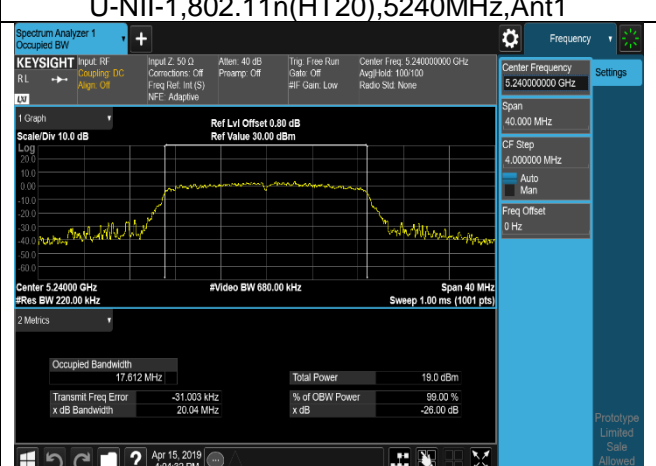 U-NII-1,802.11n(HT20),5240MHz,Ant1
Spectrum Analyzer 1
Occupied BW
Frequency
KEYSIGHT
RL
LXI
Input: RF
Coupling: DC
Align: Off
Input Z: 50 Ω
Corrections: Off
Freq Ref: Int (S)
NFE: Adaptive
Atten: 40 dB
Preamp: Off
Trig: Free Run
Gate: Off
#IF Gain: Low
Center Freq: 5.240000000 GHz
Avg|Hold: 100/100
Radio Std: None
Center Frequency
5.240000000 GHz
Settings
Span
40.000 MHz
CF Step
4.000000 MHz
Auto
Man
Freq Offset
0 Hz
1 Graph
Scale/Div 10.0 dB
Ref Lvl Offset 0.80 dB
Ref Value 30.00 dBm
Log
20.0
10.0
0.00
-10.0
-20.0
-30.0
-40.0
-50.0
-60.0
Center 5.24000 GHz
#Res BW 220.00 kHz
#Video BW 680.00 kHz
Span 40 MHz
Sweep 1.00 ms (1001 pts)
2 Metrics
Occupied Bandwidth
17.612 MHz
Total Power 19.0 dBm
Transmit Freq Error -31.003 kHz
% of OBW Power 99.00 %
x dB Bandwidth 20.04 MHz
x dB -26.00 dB
Prototype
Limited
Sale
Allowed
Apr 15, 2019